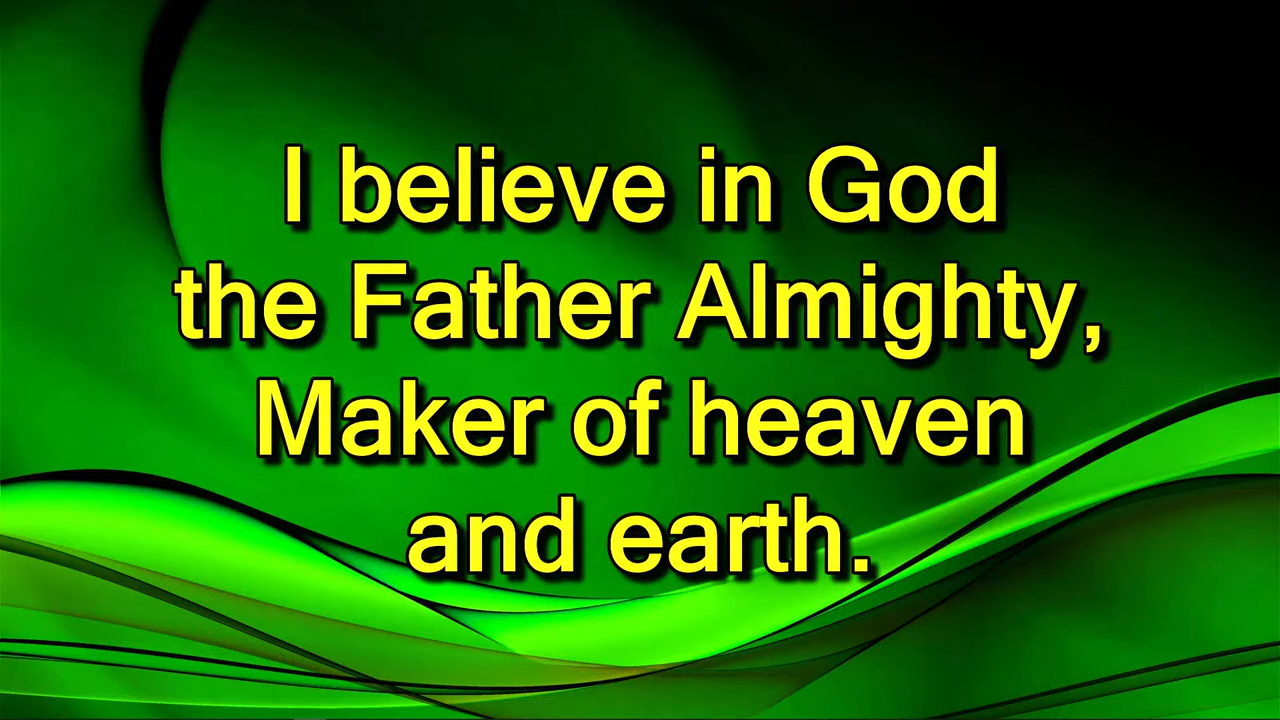 I believe in God
the Father Almighty,
Maker of heaven
and earth.